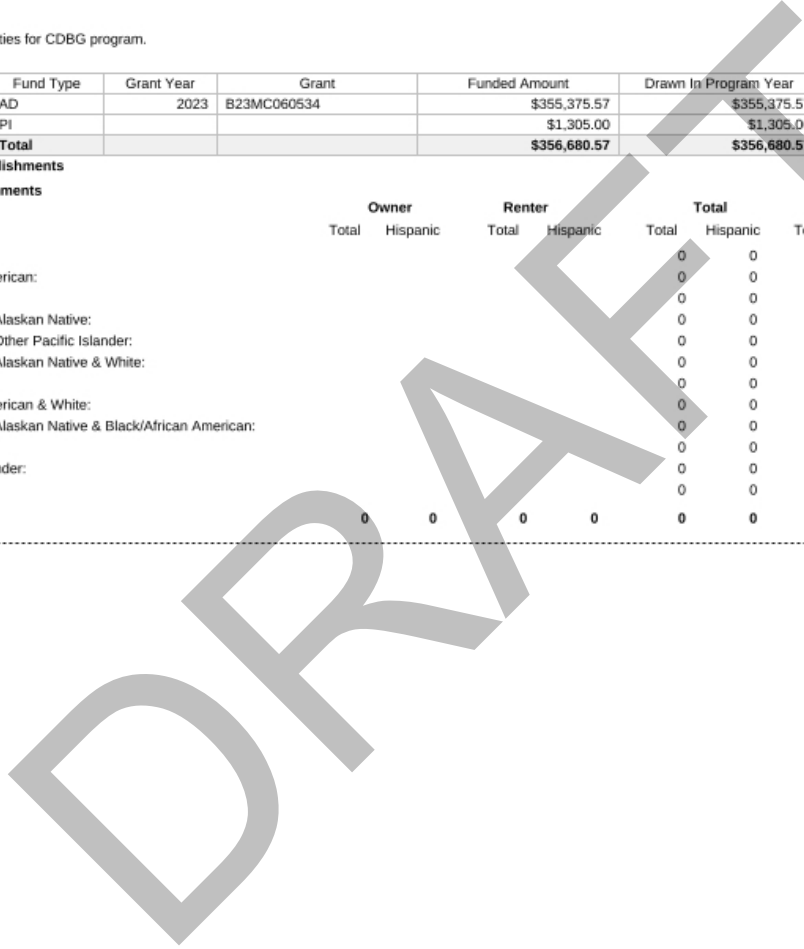 ties for CDBG program.
Fund Type Grant Year Grant Funded Amount Drawn In Program Year
AD 2023 B23MC060534 $355,375.57 $355,375.5
PI $1,305.00 $1,305.0
Total $356,680.57 $356,680.5
lishments
ments
Owner Renter Total
Total Hispanic Total Hispanic Total Hispanic T
0 0
erican: 0 0
0 0
Alaskan Native: 0 0
Other Pacific Islander: 0 0
Alaskan Native & White: 0 0
0 0
erican & White: 0 0
Alaskan Native & Black/African American: 0 0
0 0
nder: 0 0
0 0
0 0 0 0 0 0
DRAFT